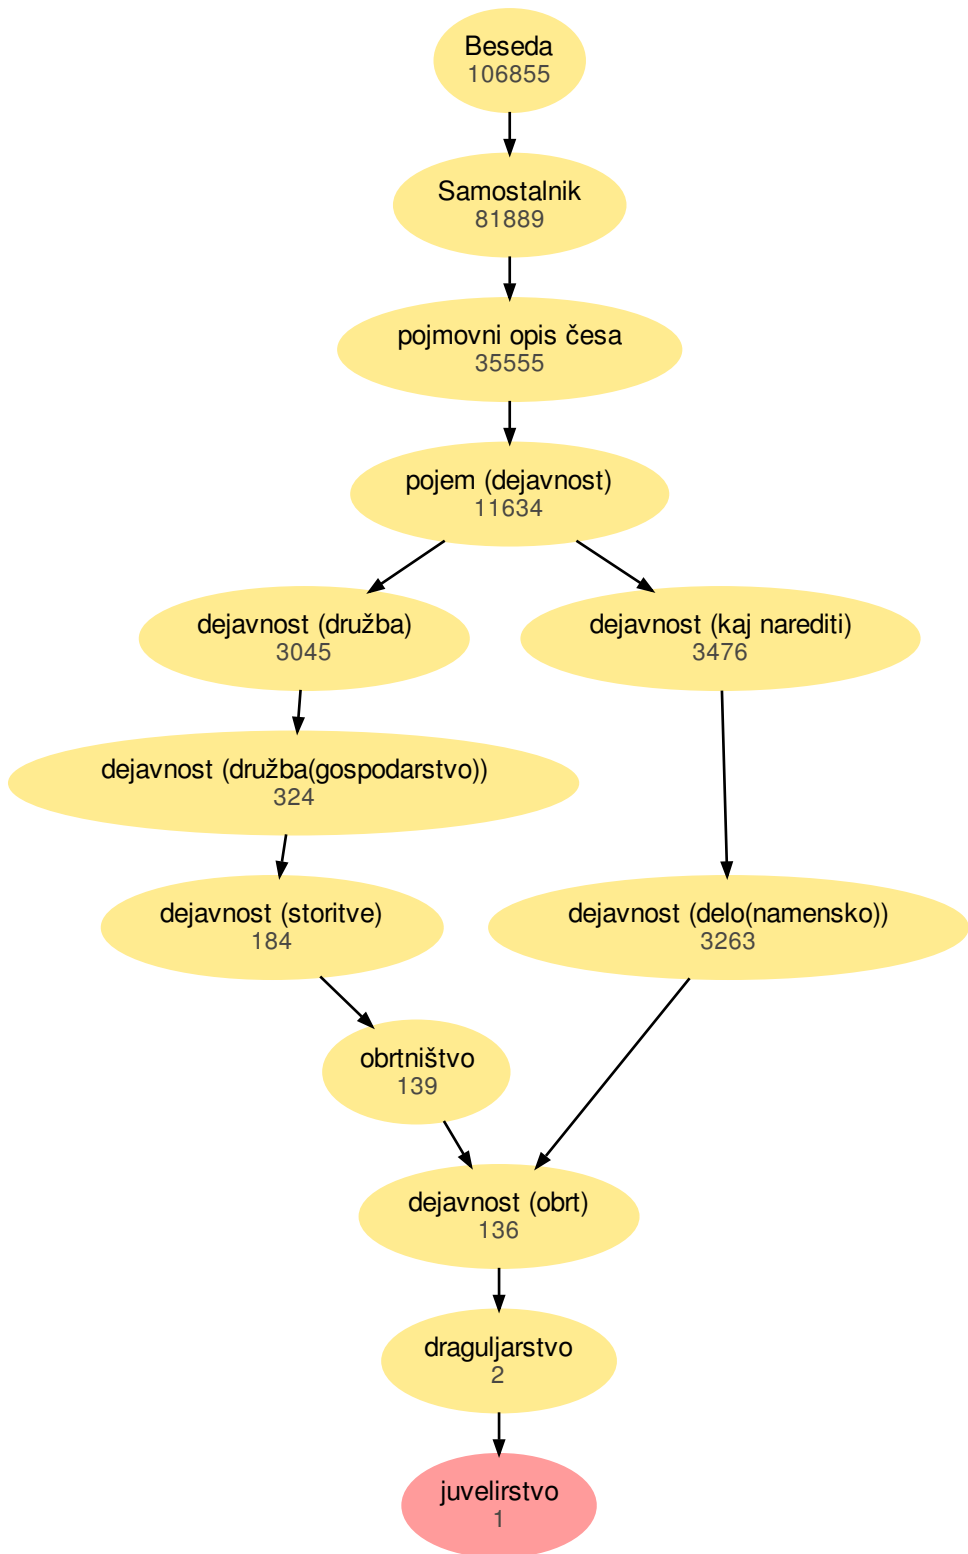 Beseda
106855
Samostalnik
81889
pojmovni opis česa
35555
pojem (dejavnost)
11634
dejavnost (družba)
3045
dejavnost (kaj narediti)
3476
dejavnost (družba(gospodarstvo))
324
dejavnost (storitve)
184
dejavnost (delo(namensko))
3263
obrtništvo
139
dejavnost (obrt)
136
draguljarstvo
2
juvelirstvo
1